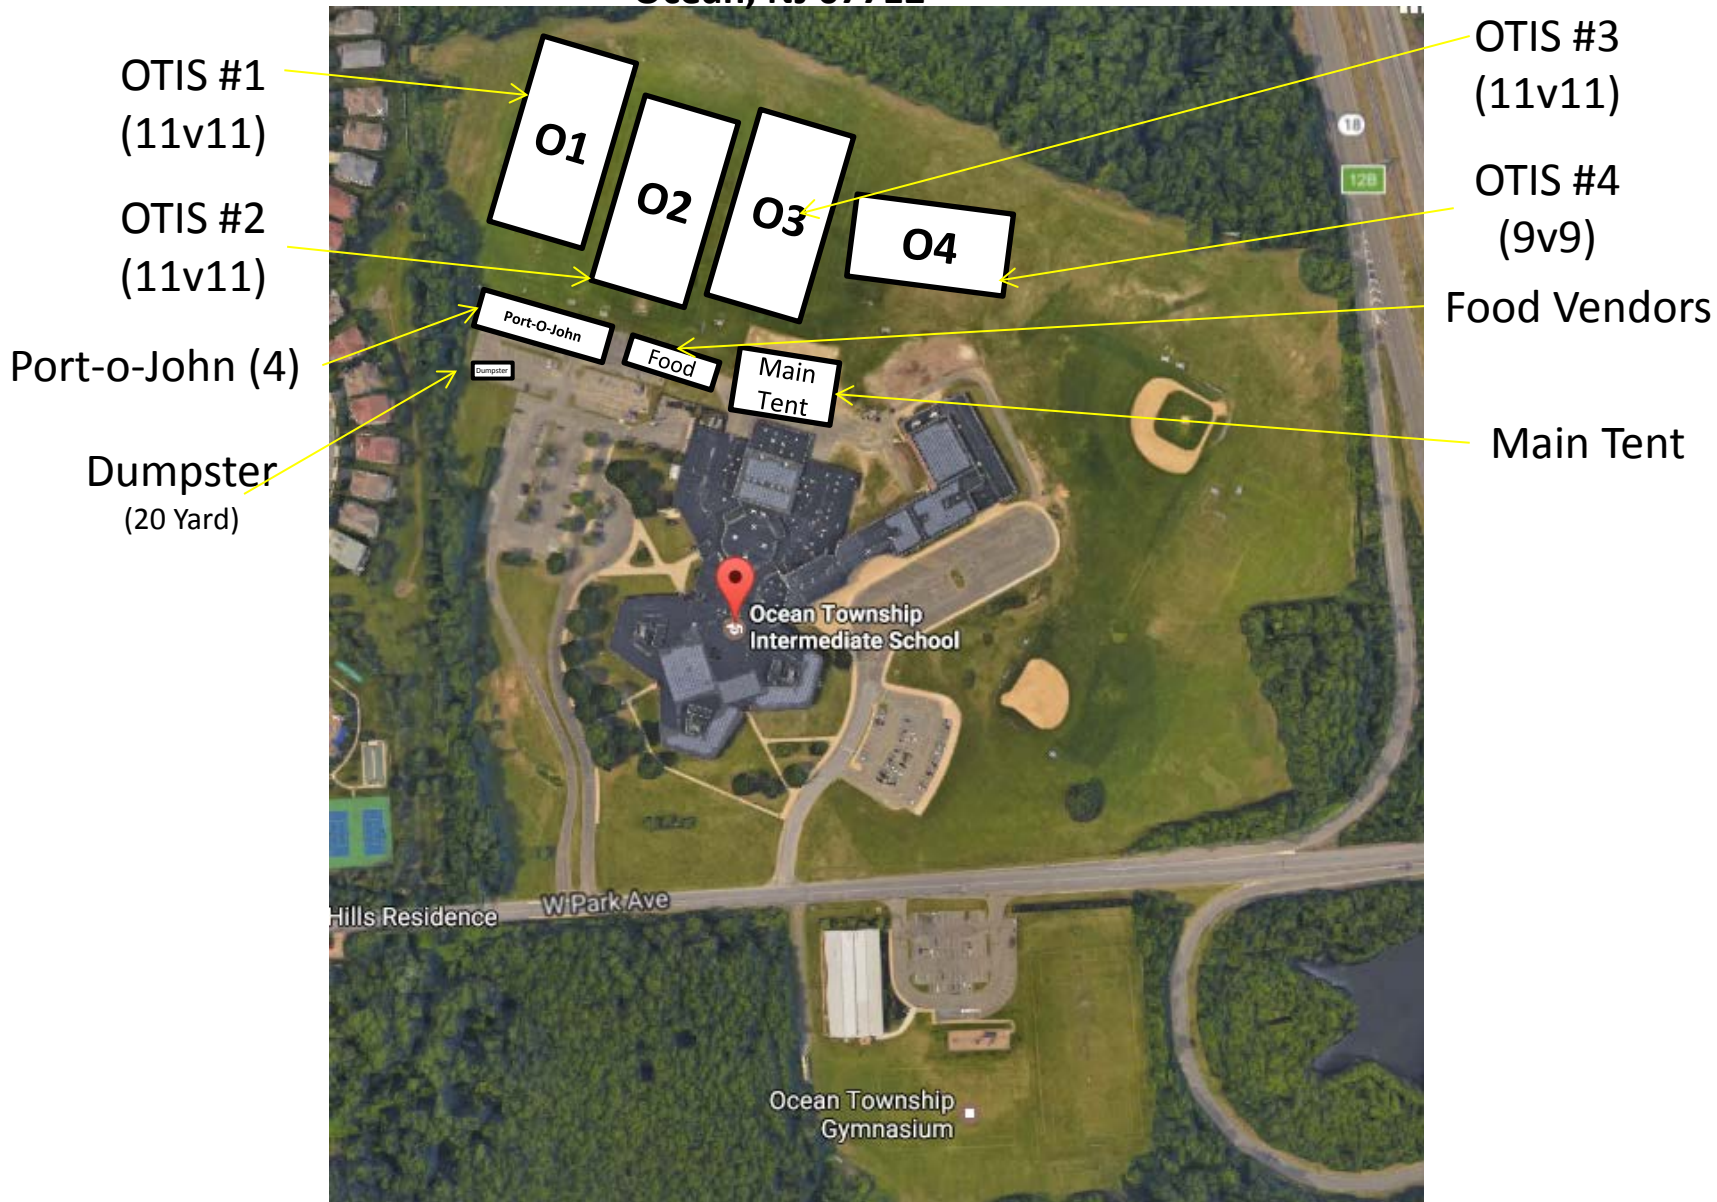 OTIS #1
(11v11)
OTIS #2
(11v11)
Port-o-John (4)
Dumpster
(20 Yard)
OTIS #3
(11v11)
OTIS #4
(9v9)
Food Vendors
Main Tent
O1
O2
O3
O4
Port-O-John
Food
Main
Tent
Dumpster
18
12B
Ocean Township
Intermediate School
W Park Ave
Hills Residence
Ocean Township
Gymnasium